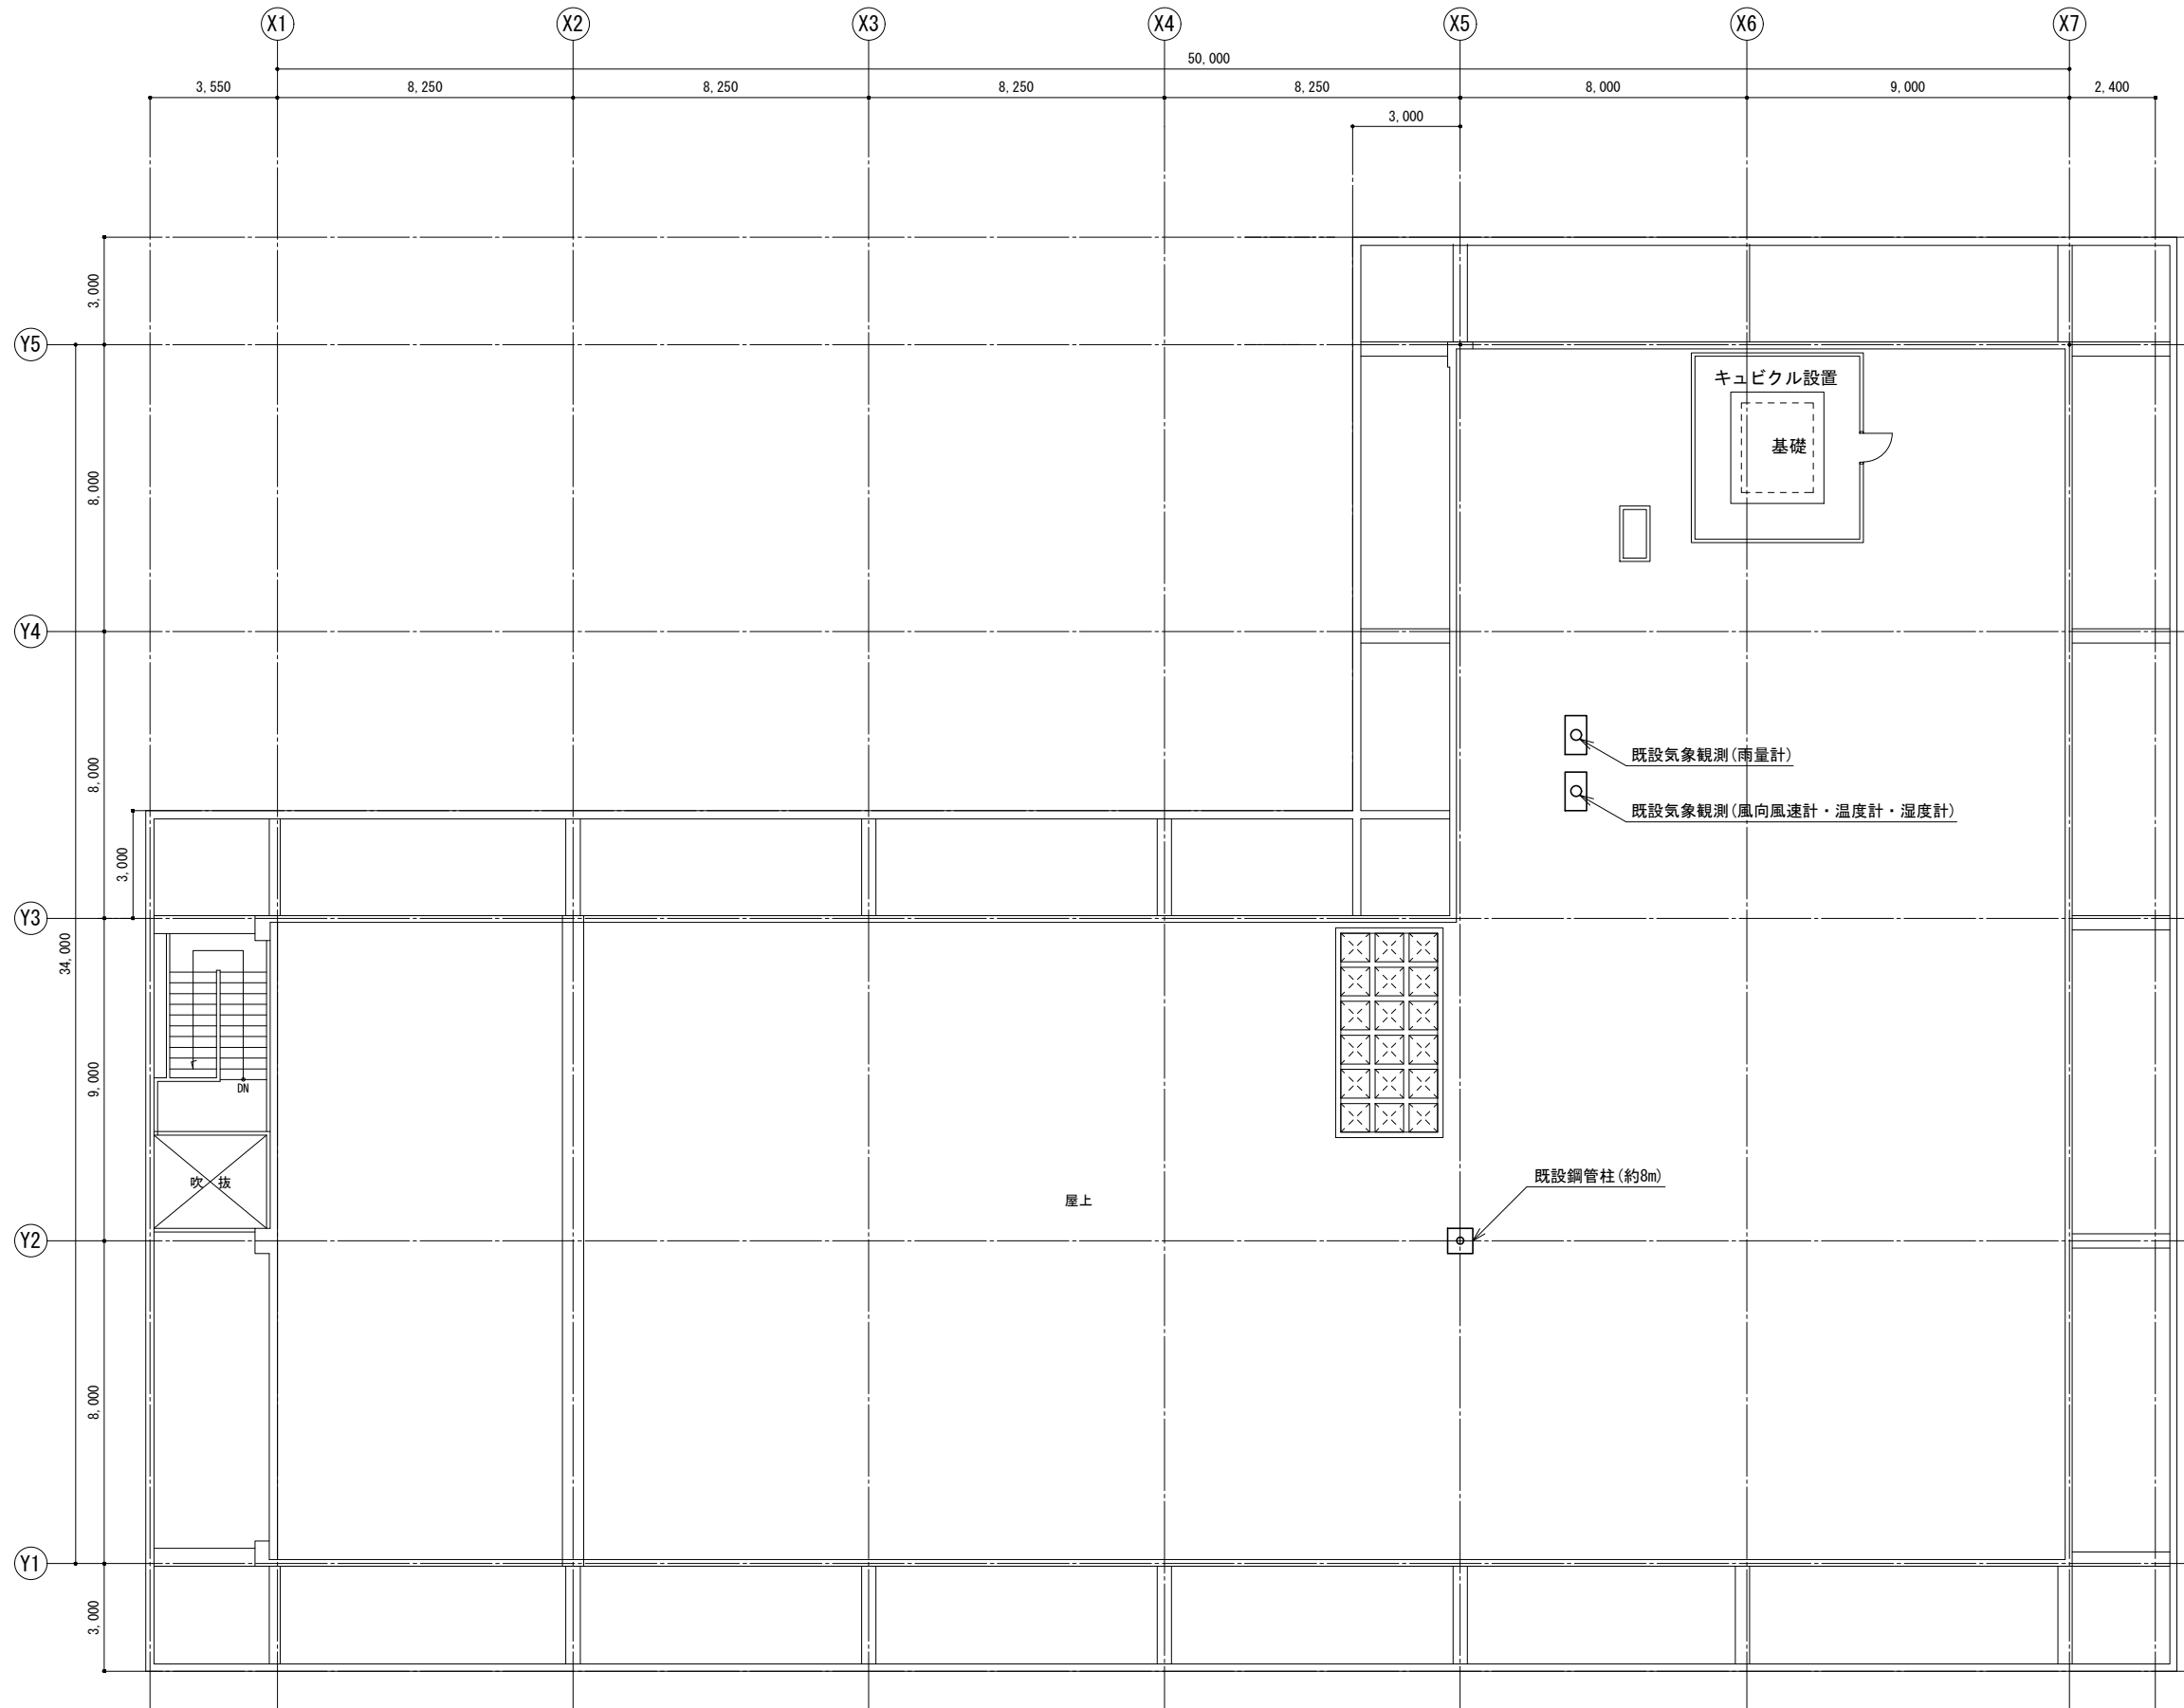 X1 X2 X3 X4 X5 X6 X7
50,000
3,550 8,250 8,250 8,250 8,250 8,000 9,000 2,400
3,000
3,000
Y5
キュビクル設置
基礎
8,000
Y4
既設気象観測(雨量計)
8,000
既設気象観測(風向風速計・温度計・湿度計)
3,000
Y3
34,000
9,000
DN
既設鋼管柱(約8m)
吹 抜
屋上
Y2
8,000
Y1
3,000